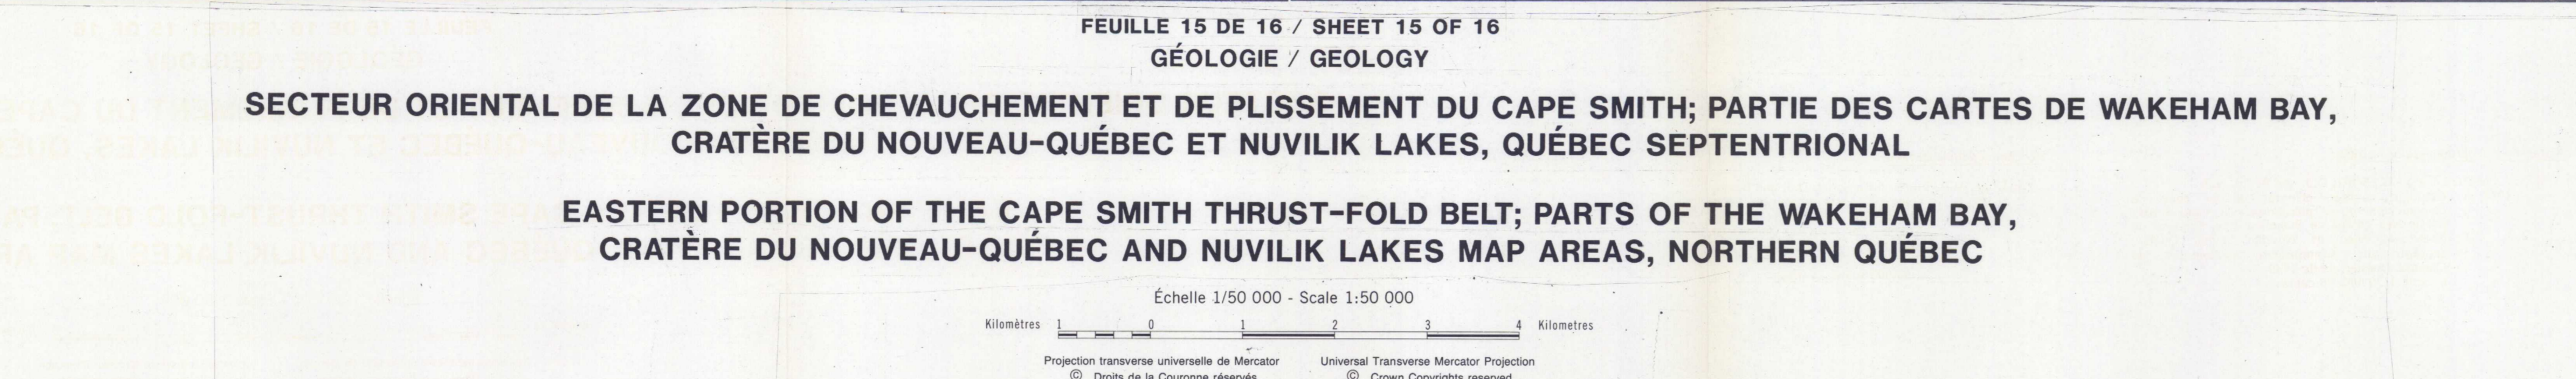 FEUILLE 15 DE 16 / SHEET 15 OF 16
GÉOLOGIE / GEOLOGY
SECTEUR ORIENTAL DE LA ZONE DE CHEVAUCHEMENT ET DE PLISSEMENT DU CAPE SMITH; PARTIE DES CARTES DE WAKEHAM BAY,
CRATÈRE DU NOUVEAU-QUÉBEC ET NUVILIK LAKES, QUÉBEC SEPTENTRIONAL
EASTERN PORTION OF THE CAPE SMITH THRUST-FOLD BELT; PARTS OF THE WAKEHAM BAY,
CRATÈRE DU NOUVEAU-QUÉBEC AND NUVILIK LAKES MAP AREAS, NORTHERN QUÉBEC
Échelle 1/50 000 - Scale 1:50 000
Kilomètres 1 0 1 2 3 4 Kilometres
Projection transverse universelle de Mercator Universal Transverse Mercator Projection
© Droits de la Couronne réservés © Crown Copyrights reserved